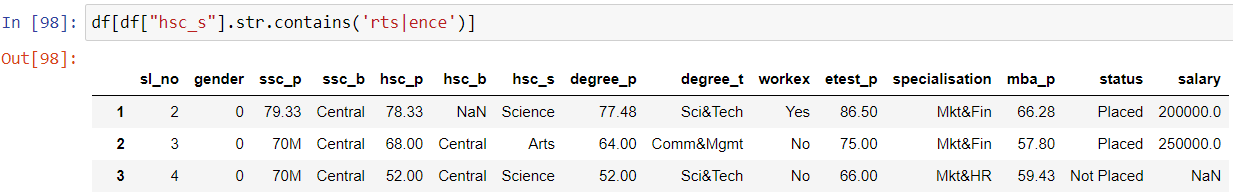 In [98]: df[df["hsc_s"].str.contains('rts|ence')]
Out[98]:
sl_no gender ssc_p ssc_b hsc_p hsc_b hsc_s degree_p degree_t workex etest_p specialisation mba_p status salary
1 2 0 79.33 Central 78.33 NaN Science 77.48 Sci&Tech Yes 86.50 Mkt&Fin 66.28 Placed 200000.0
2 3 0 70M Central 68.00 Central Arts 64.00 Comm&Mgmt No 75.00 Mkt&Fin 57.80 Placed 250000.0
3 4 0 70M Central 52.00 Central Science 52.00 Sci&Tech No 66.00 Mkt&HR 59.43 Not Placed NaN